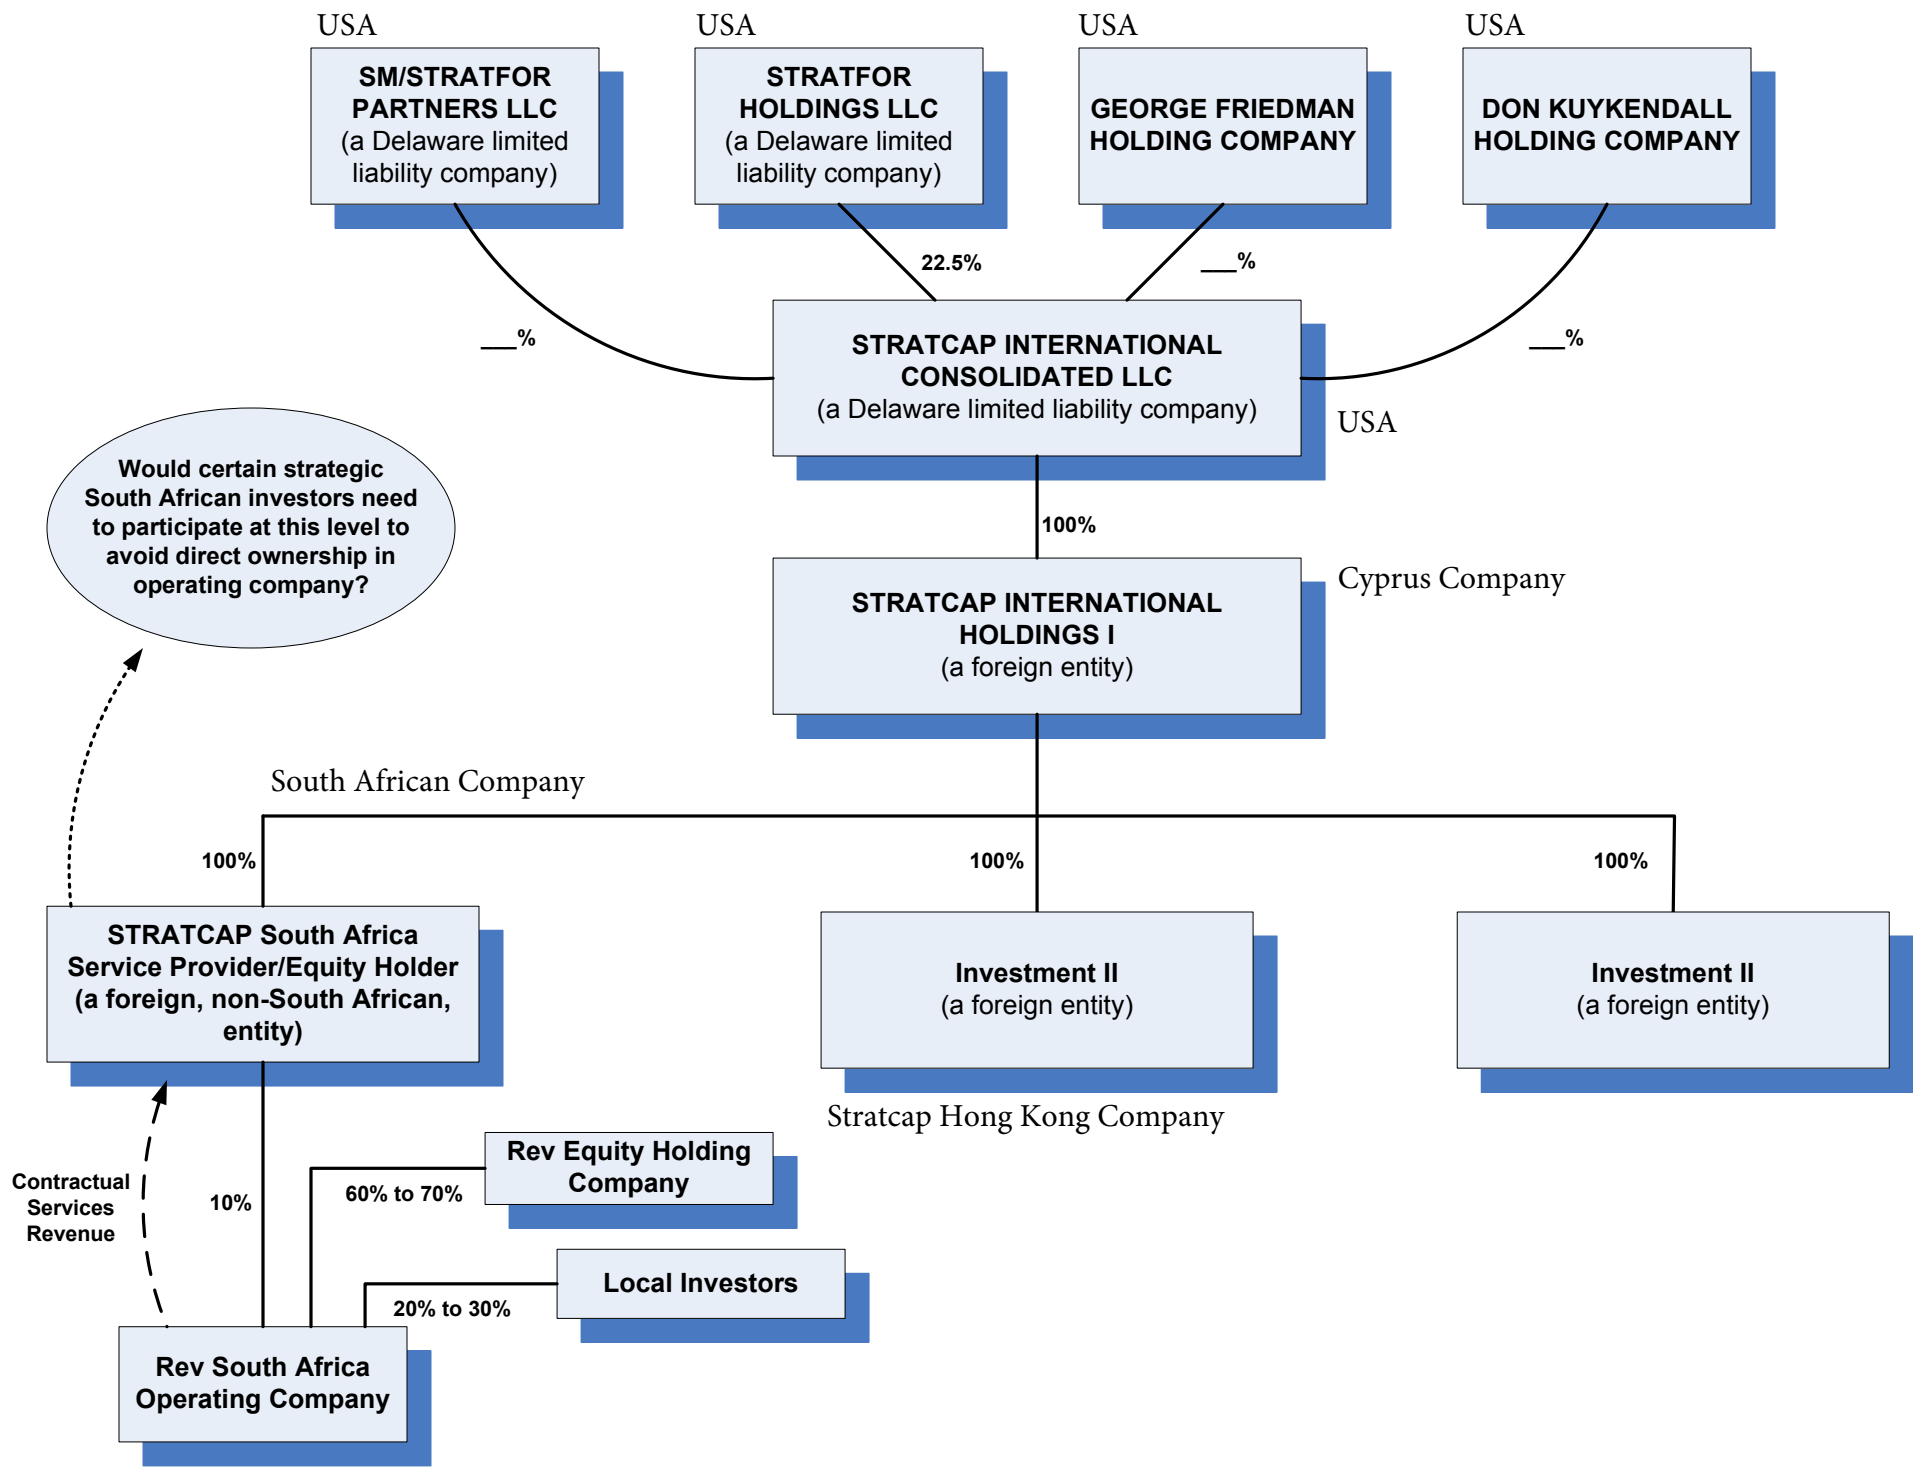 USA
USA
USA
USA
SM/STRATFOR
PARTNERS LLC
(a Delaware limited
liability company)
STRATFOR
HOLDINGS LLC
(a Delaware limited
liability company)
GEORGE FRIEDMAN
HOLDING COMPANY
DON KUYKENDALL
HOLDING COMPANY
22.5%
___%
___%
___%
STRATCAP INTERNATIONAL
CONSOLIDATED LLC
(a Delaware limited liability company)
USA
Would certain strategic
South African investors need
to participate at this level to
avoid direct ownership in
operating company?
100%
Cyprus Company
STRATCAP INTERNATIONAL
HOLDINGS I
(a foreign entity)
South African Company
100%
100%
100%
STRATCAP South Africa
Service Provider/Equity Holder
(a foreign, non-South African,
entity)
Investment II
(a foreign entity)
Investment II
(a foreign entity)
Stratcap Hong Kong Company
Contractual
Services
Revenue
10%
Rev Equity Holding
Company
60% to 70%
Local Investors
20% to 30%
Rev South Africa
Operating Company